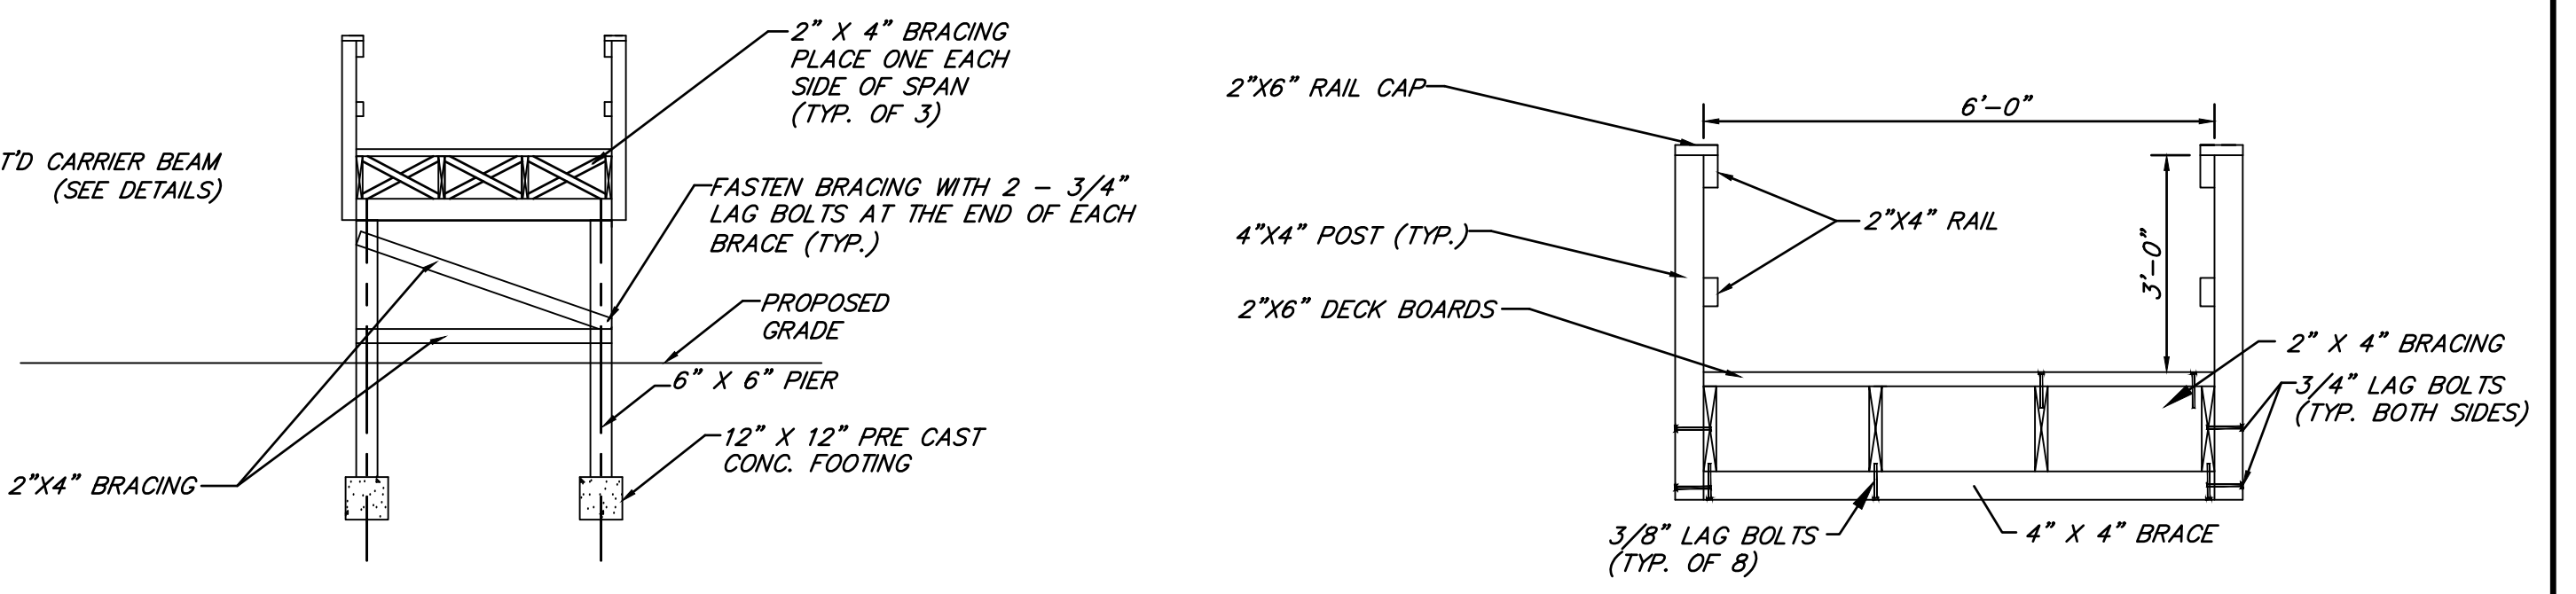 2" X 4" BRACING
PLACE ONE EACH
SIDE OF SPAN
(TYP. OF 3)
T'D CARRIER BEAM
(SEE DETAILS)
FASTEN BRACING WITH 2 - 3/4"
LAG BOLTS AT THE END OF EACH
BRACE (TYP.)
PROPOSED
GRADE
6" X 6" PIER
12" X 12" PRE CAST
CONC. FOOTING
2"X4" BRACING
2"X6" RAIL CAP
6'-0"
4"X4" POST (TYP.)
2"X4" RAIL
3'-0"
2"X6" DECK BOARDS
2" X 4" BRACING
3/4" LAG BOLTS
(TYP. BOTH SIDES)
3/8" LAG BOLTS
(TYP. OF 8)
4" X 4" BRACE